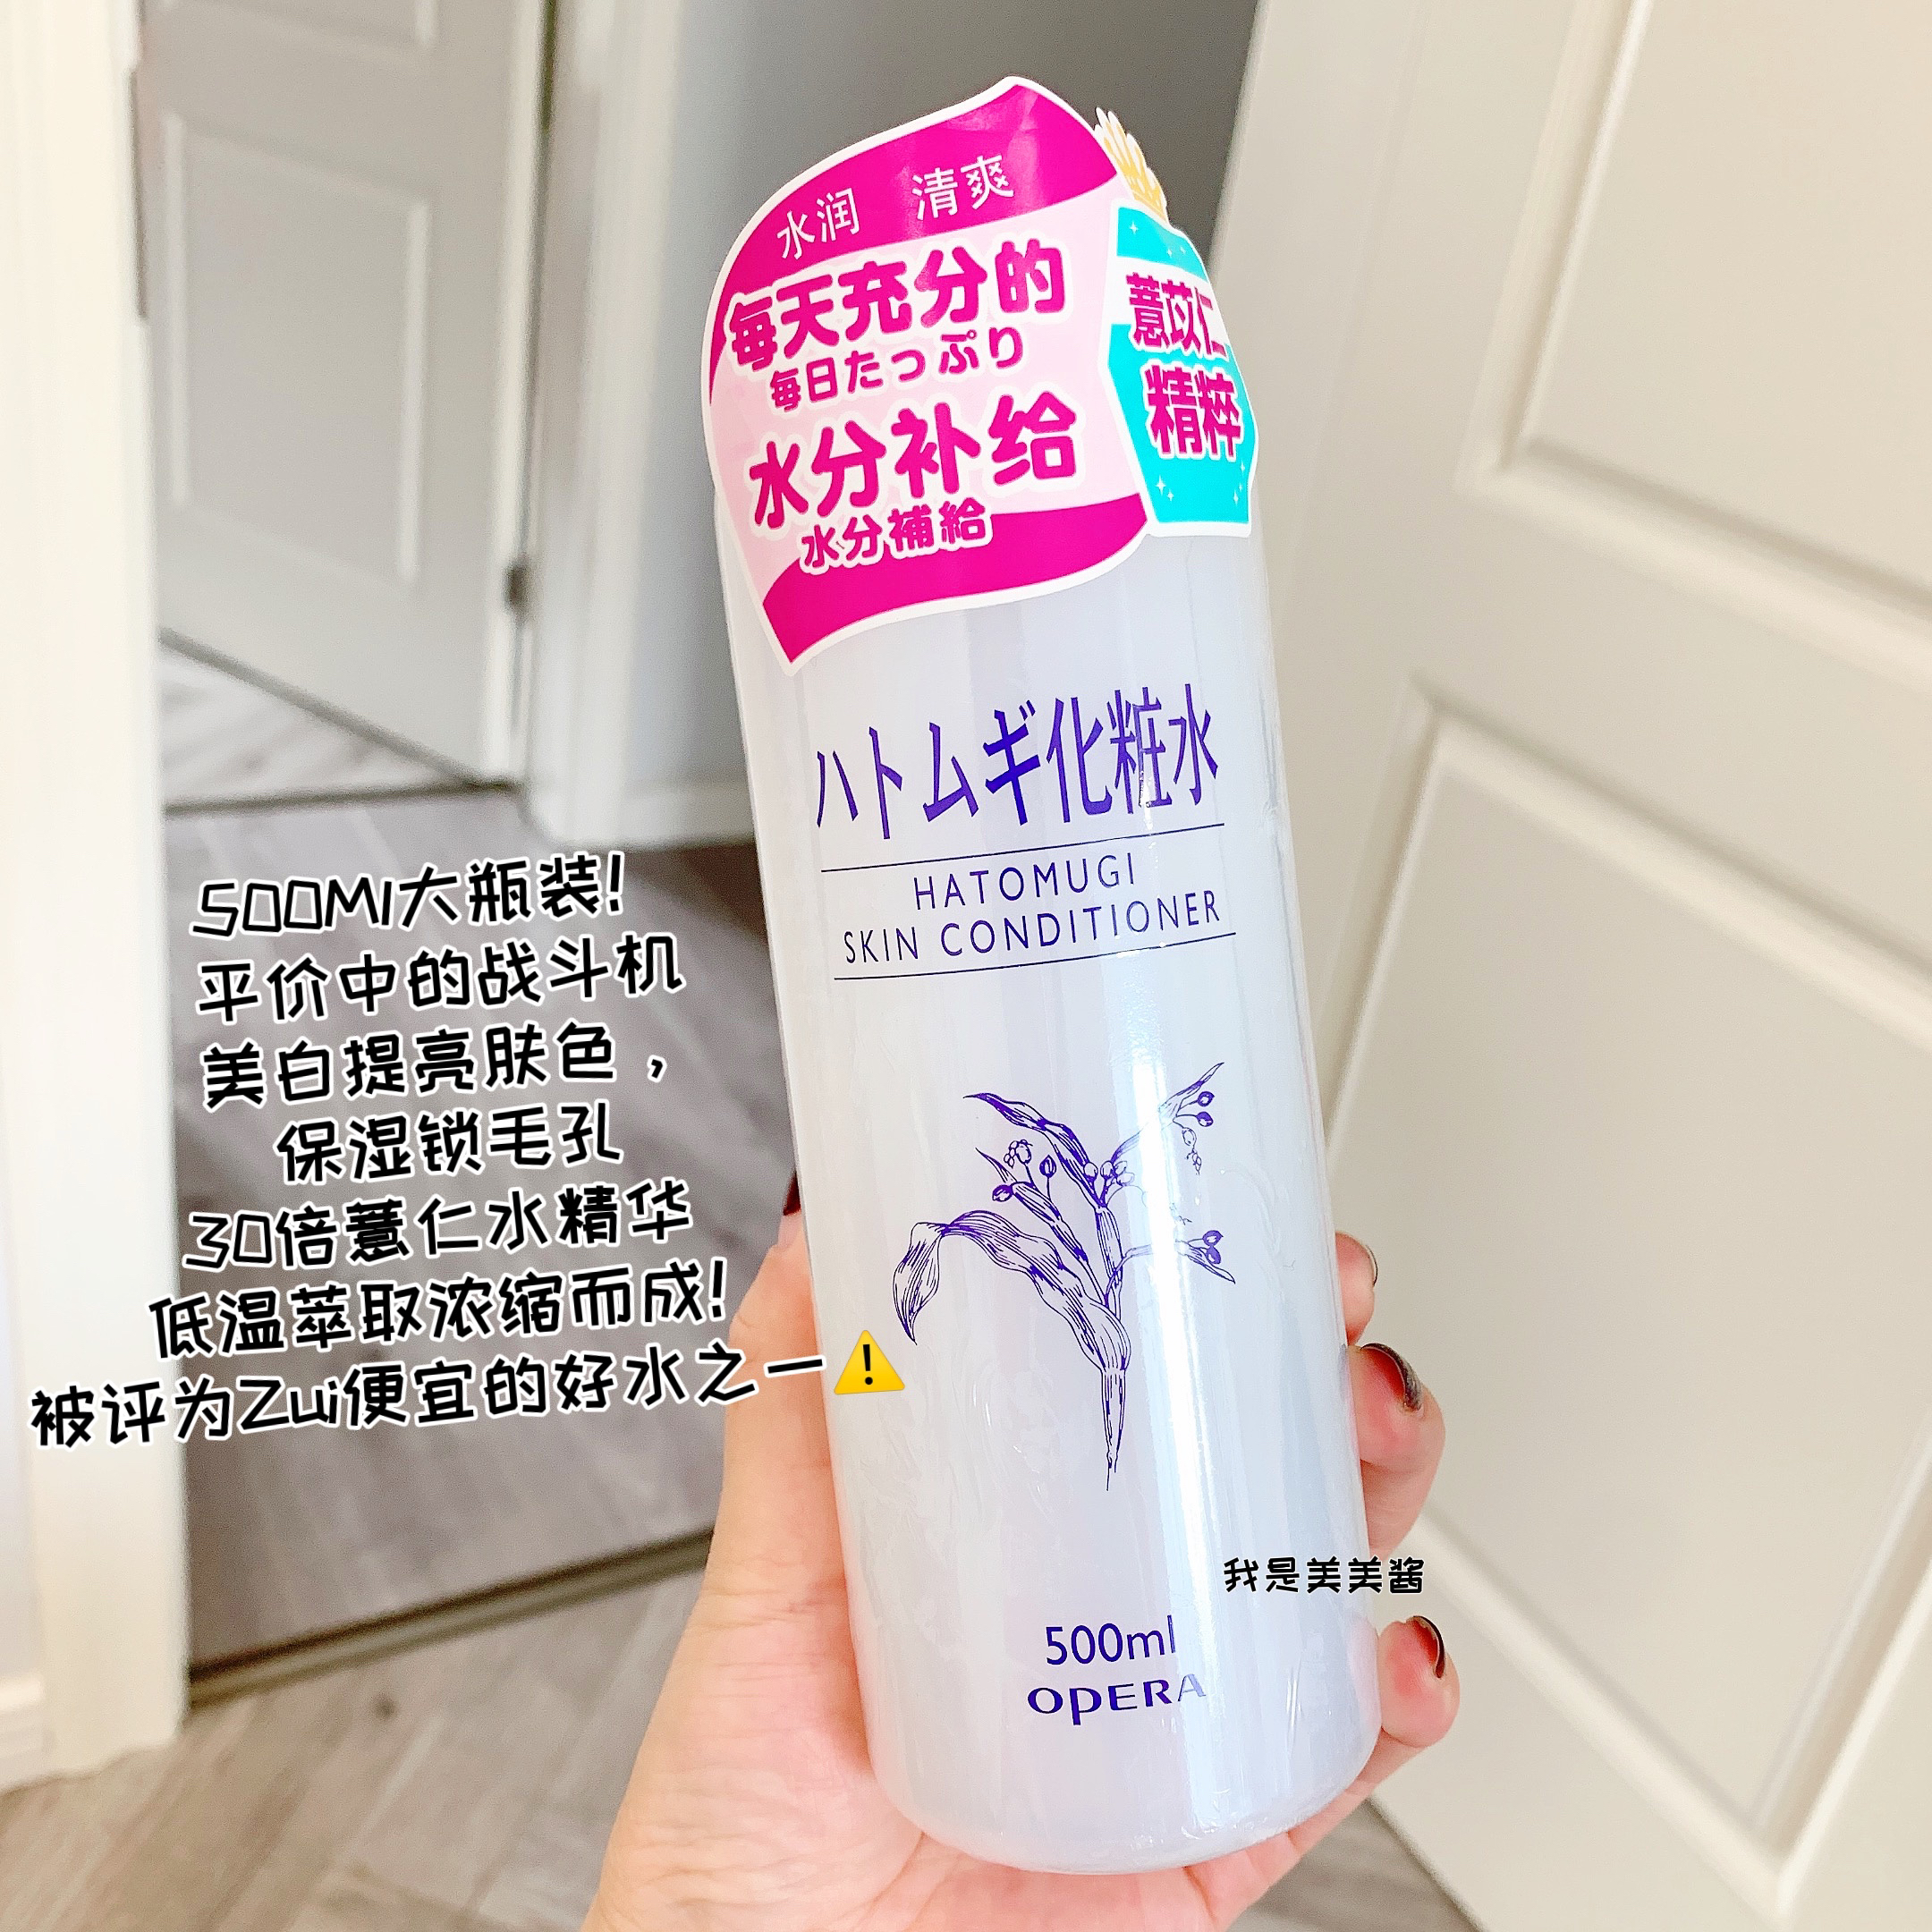 水润 清爽
每天充分的
毎日たっぷり
水分补给
水分補給
薏苡仁
精粹
ハトムギ化粧水
HATOMUGI
SKIN CONDITIONER
500Ml大瓶装!
平价中的战斗机
美白提亮肤色，
保湿锁毛孔
30倍薏仁水精华
低温萃取浓缩而成!
被评为Zui便宜的好水之一⚠️
我是美美酱
500ml
OPERA